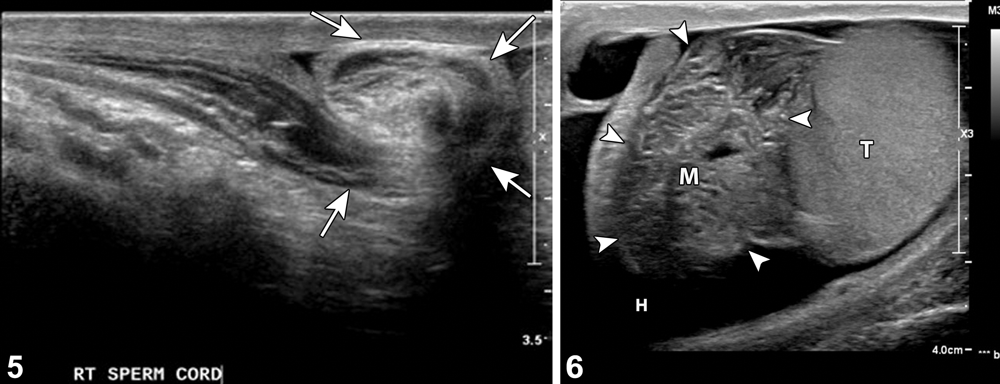 X
3.5
5
RT SPERM CORD
M3
X3
T
M
H
4.0cm
*** b
6